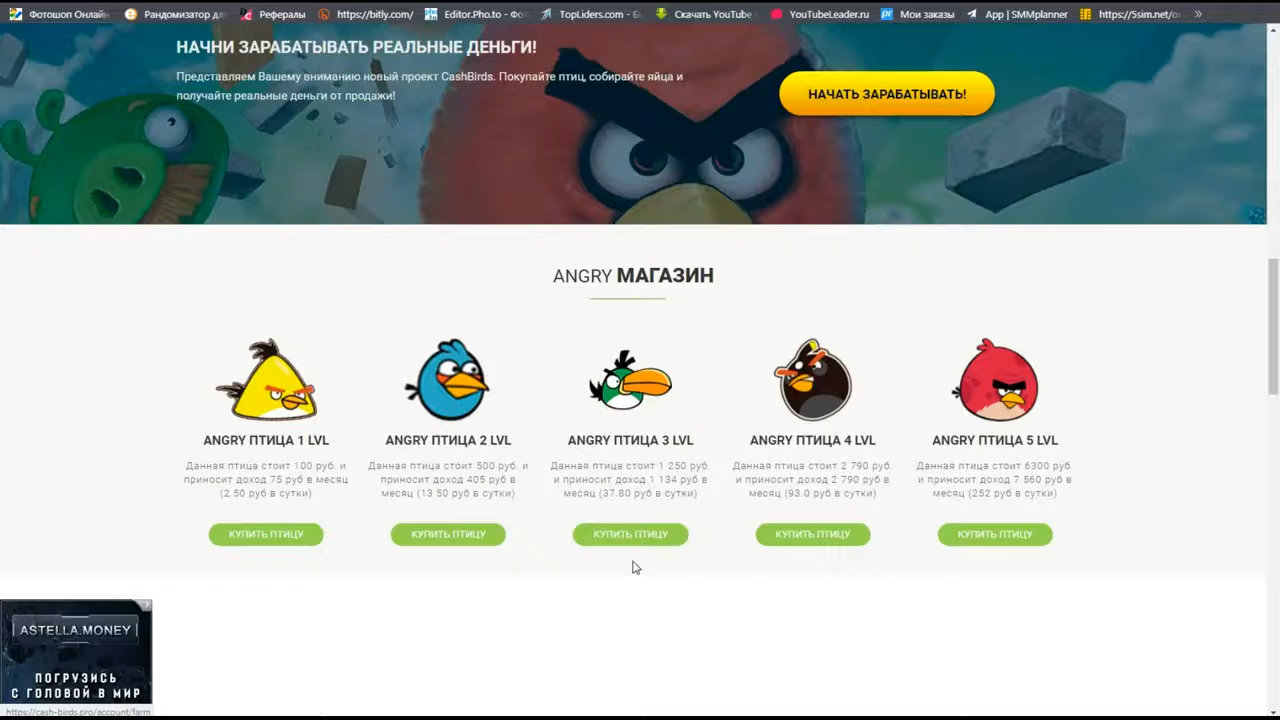 Фотошоп Онлайн
Рандомизатор дл
Рефералы
https://bitly.com/
Editor.Pho.to - Фо
TopLiders.com - Б
Скачать YouTube
YouTubeLeader.ru
Мои заказы
App | SMMplanner
https://5sim.net/
НАЧНИ ЗАРАБАТЫВАТЬ РЕАЛЬНЫЕ ДЕНЬГИ!
Представляем Вашему вниманию новый проект CashBirds. Покупайте птиц, собирайте яйца и
получайте реальные деньги от продажи!
НАЧАТЬ ЗАРАБАТЫВАТЬ!
ANGRY МАГАЗИН
ANGRY ПТИЦА 1 LVL
Данная птица стоит 100 руб. и
приносит доход 75 руб в месяц
(2.50 руб в сутки)
КУПИТЬ ПТИЦУ
ANGRY ПТИЦА 2 LVL
Данная птица стоит 500 руб. и
приносит доход 405 руб в
месяц (13 50 руб в сутки)
КУПИТЬ ПТИЦУ
ANGRY ПТИЦА 3 LVL
Данная птица стоит 1 250 руб.
и приносит доход 1 134 руб в
месяц (37.80 руб в сутки)
КУПИТЬ ПТИЦУ
ANGRY ПТИЦА 4 LVL
Данная птица стоит 2 790 руб.
и приносит доход 2 790 руб в
месяц (93.0 руб в сутки)
КУПИТЬ ПТИЦУ
ANGRY ПТИЦА 5 LVL
Данная птица стоит 6300 руб.
и приносит доход 7 560 руб в
месяц (252 руб в сутки)
КУПИТЬ ПТИЦУ
ASTELLA.MONEY
ПОГРУЗИСЬ
С ГОЛОВОЙ В МИР
https://cash-birds.pro/account/farm